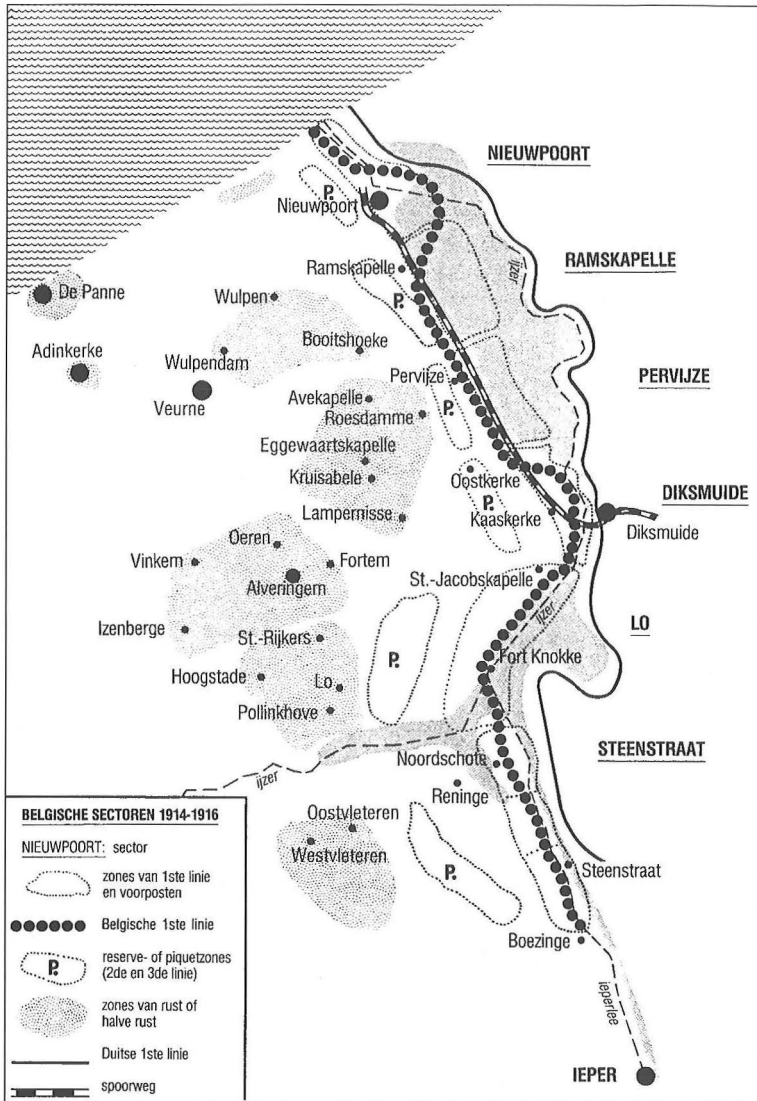 NIEUWPOORT
P.
Nieuwpoort
RAMSKAPELLE
ijzer
Ramskapelle
De Panne
Wulpen
P.
Booitshoeke
Adinkerke
Wulpendam
PERVIJZE
Pervijze
Veurne
Avekapelle
P.
Roesdamme
Eggewaartskapelle
Oostkerke
Kruisabele
P.
DIKSMUIDE
Kaaskerke
Lampernisse
Diksmuide
Oeren
Vinkem
Fortem
St.-Jacobskapelle
Alveringem
ijzer
Izenberge
St.-Rijkers
LO
Fort Knokke
P.
Hoogstade
Lo
Pollinkhove
STEENSTRAAT
Noordschote
ijzer
Reninge
Oostvleteren
Westvleteren
P.
Steenstraat
Boezinge
ieperlee
IEPER
BELGISCHE SECTOREN 1914-1916
NIEUWPOORT: sector
zones van 1ste linie
en voorposten
Belgische 1ste linie
P.
reserve- of piquetzones
(2de en 3de linie)
zones van rust of
halve rust
Duitse 1ste linie
spoorweg